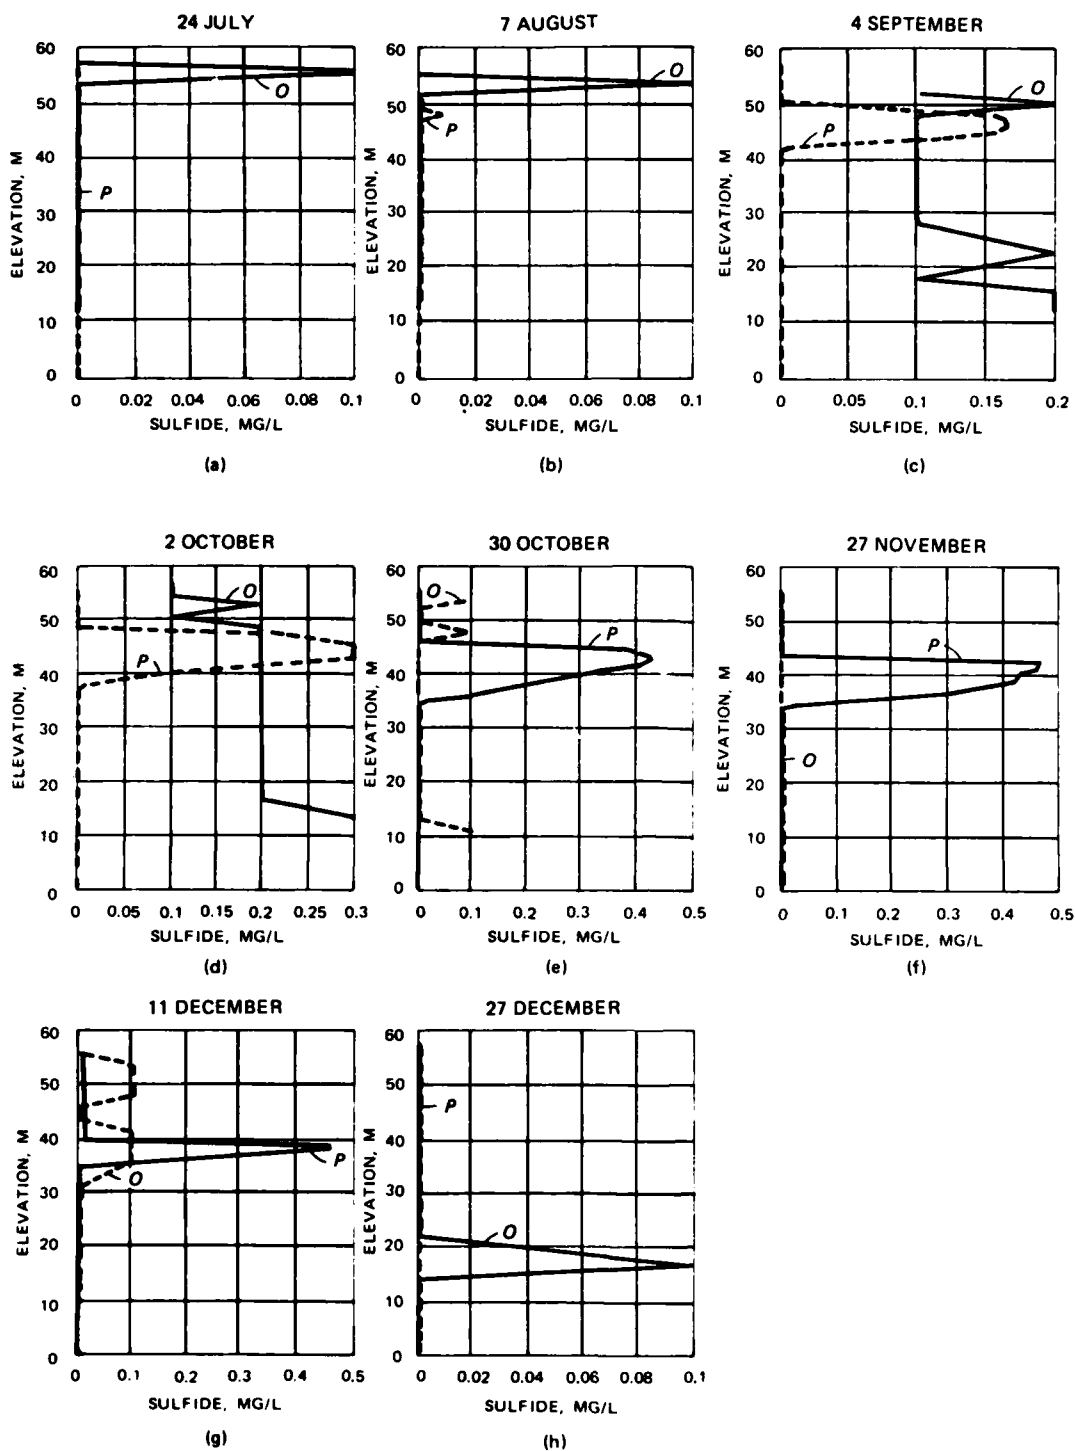 24 JULY
60
50
40
30
20
10
0
ELEVATION, M
O
P
0 0.02 0.04 0.06 0.08 0.1
SULFIDE, MG/L
(a)
7 AUGUST
60
50
40
30
20
10
0
ELEVATION, M
O
P
0 0.02 0.04 0.06 0.08 0.1
SULFIDE, MG/L
(b)
4 SEPTEMBER
60
50
40
30
20
10
0
ELEVATION, M
O
P
0 0.05 0.1 0.15 0.2
SULFIDE, MG/L
(c)
2 OCTOBER
60
50
40
30
20
10
0
ELEVATION, M
O
P
0 0.05 0.1 0.15 0.2 0.25 0.3
SULFIDE, MG/L
(d)
30 OCTOBER
60
50
40
30
20
10
0
ELEVATION, M
O
P
0 0.1 0.2 0.3 0.4 0.5
SULFIDE, MG/L
(e)
27 NOVEMBER
60
50
40
30
20
10
0
ELEVATION, M
P
O
0 0.1 0.2 0.3 0.4 0.5
SULFIDE, MG/L
(f)
11 DECEMBER
60
50
40
30
20
10
0
ELEVATION, M
P
O
0 0.1 0.2 0.3 0.4 0.5
SULFIDE, MG/L
(g)
27 DECEMBER
60
50
40
30
20
10
0
ELEVATION, M
P
O
0 0.02 0.04 0.06 0.08 0.1
SULFIDE, MG/L
(h)